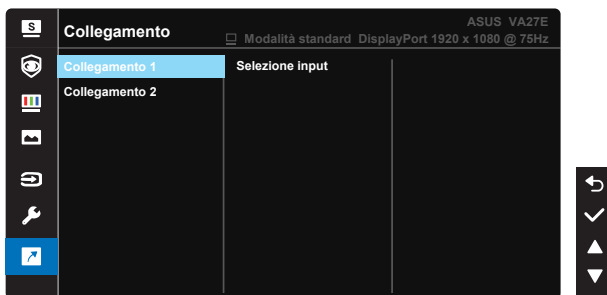 S
Collegamento
ASUS VA27E
Modalità standard DisplayPort 1920 x 1080 @ 75Hz
Collegamento 1
Selezione input
Collegamento 2